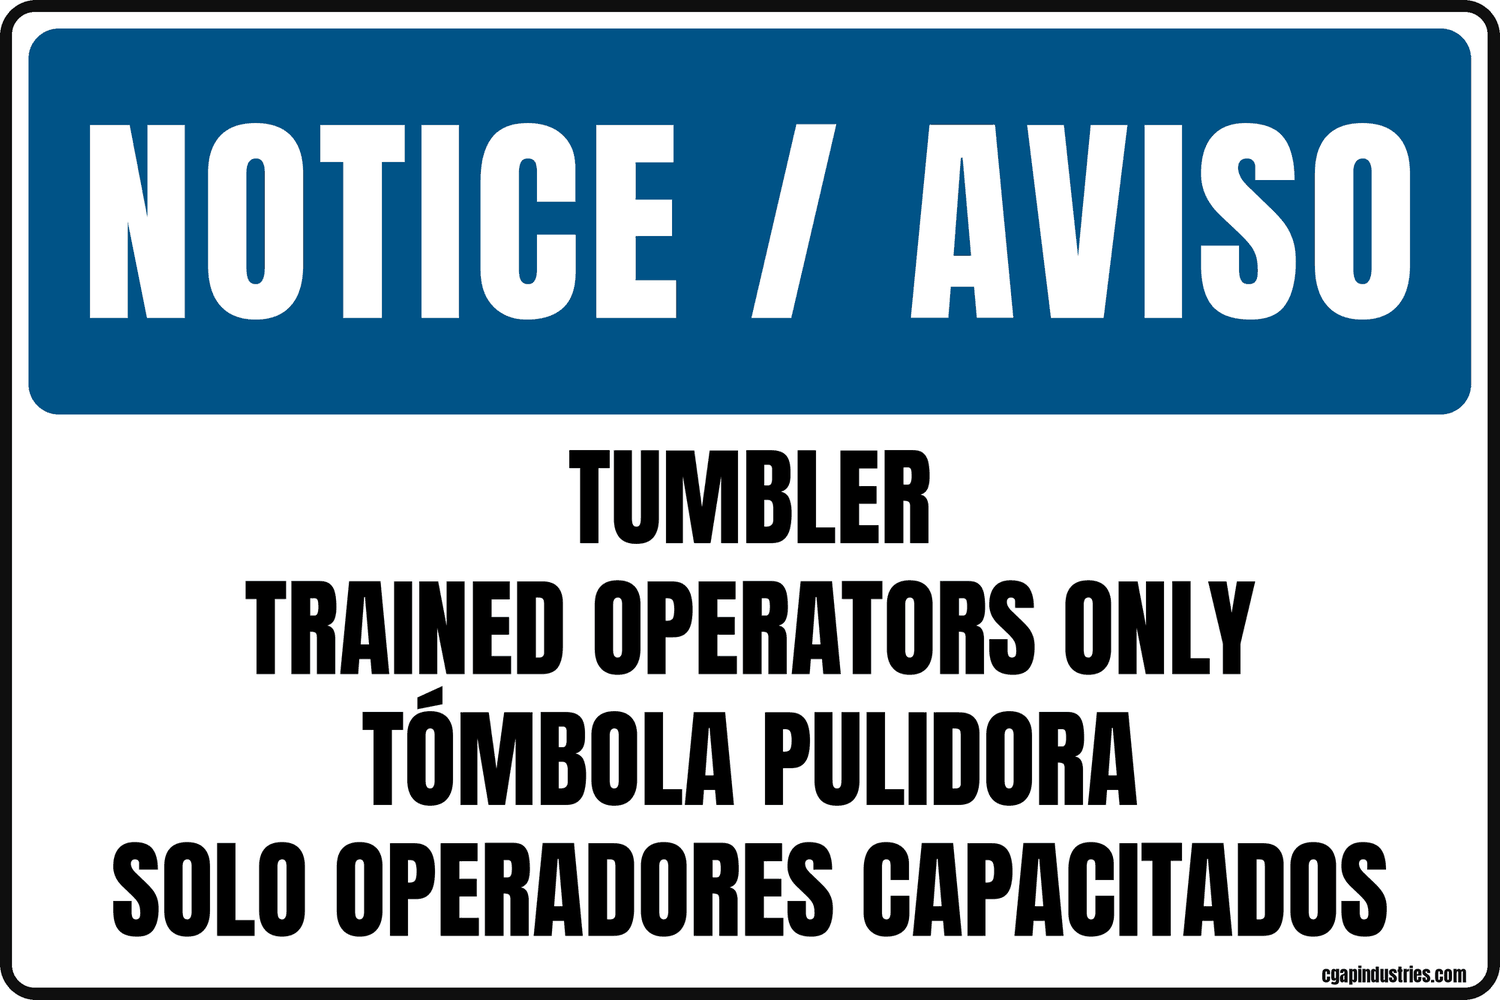 NOTICE / AVISO
TUMBLER
TRAINED OPERATORS ONLY
TÓMBOLA PULIDORA
SOLO OPERADORES CAPACITADOS
cgapindustries.com